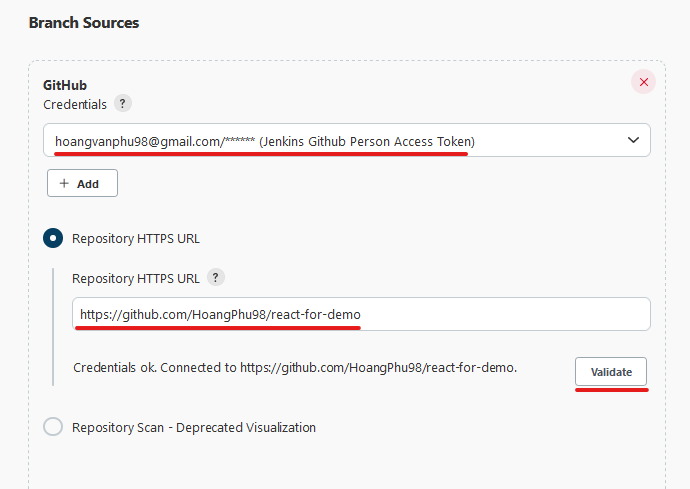 Branch Sources
GitHub
Credentials ?
hoangvanphu98@gmail.com/****** (Jenkins Github Person Access Token)
+ Add
Repository HTTPS URL
Repository HTTPS URL ?
https://github.com/HoangPhu98/react-for-demo
Credentials ok. Connected to https://github.com/HoangPhu98/react-for-demo.
Validate
Repository Scan - Deprecated Visualization